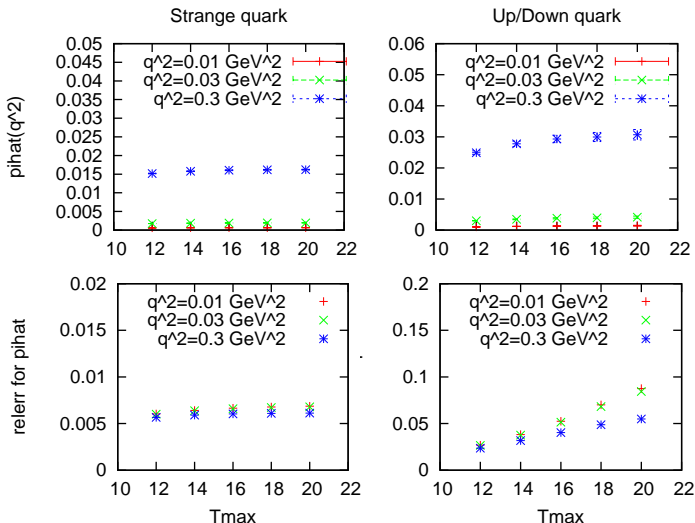 Strange quark
Up/Down quark
pihat(q^2)
0.05
0.045
0.04
0.035
0.03
0.025
0.02
0.015
0.01
0.005
0
10 12 14 16 18 20 22
q^2=0.01 GeV^2
q^2=0.03 GeV^2
q^2=0.3 GeV^2
0.06
0.05
0.04
0.03
0.02
0.01
0
10 12 14 16 18 20 22
q^2=0.01 GeV^2
q^2=0.03 GeV^2
q^2=0.3 GeV^2
relerr for pihat
0.02
0.015
0.01
0.005
0
10 12 14 16 18 20 22
Tmax
q^2=0.01 GeV^2
q^2=0.03 GeV^2
q^2=0.3 GeV^2
0.2
0.15
0.1
0.05
0
10 12 14 16 18 20 22
Tmax
q^2=0.01 GeV^2
q^2=0.03 GeV^2
q^2=0.3 GeV^2